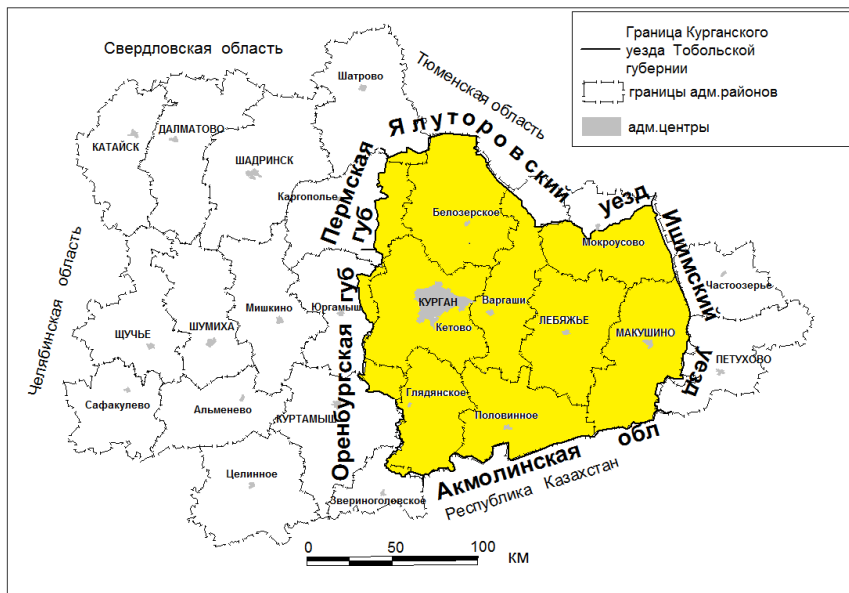 Свердловская область
Граница Курганского
уезда Тобольской
губернии
границы адм.районов
адм.центры
Шатрово
Тюменская область
Ялуторовский уезд
КАТАЙСК
ДАЛМАТОВО
ШАДРИНСК
Каргополье
Пермская
губ
Белозерское
Мокроусово
Ишимский уезд
Частоозерье
Челябинская область
Оренбургская губ
ЩУЧЬЕ
ШУМИХА
Мишкино
Юргамыш
КУРГАН
Кетово
Варгаши
ЛЕБЯЖЬЕ
МАКУШИНО
ПЕТУХОВО
Сафакулево
Альменево
КУРТАМЫШ
Глядянское
Половинное
Целинное
Звериноголовское
Акмолинская обл
Республика Казахстан
0 50 100
КМ